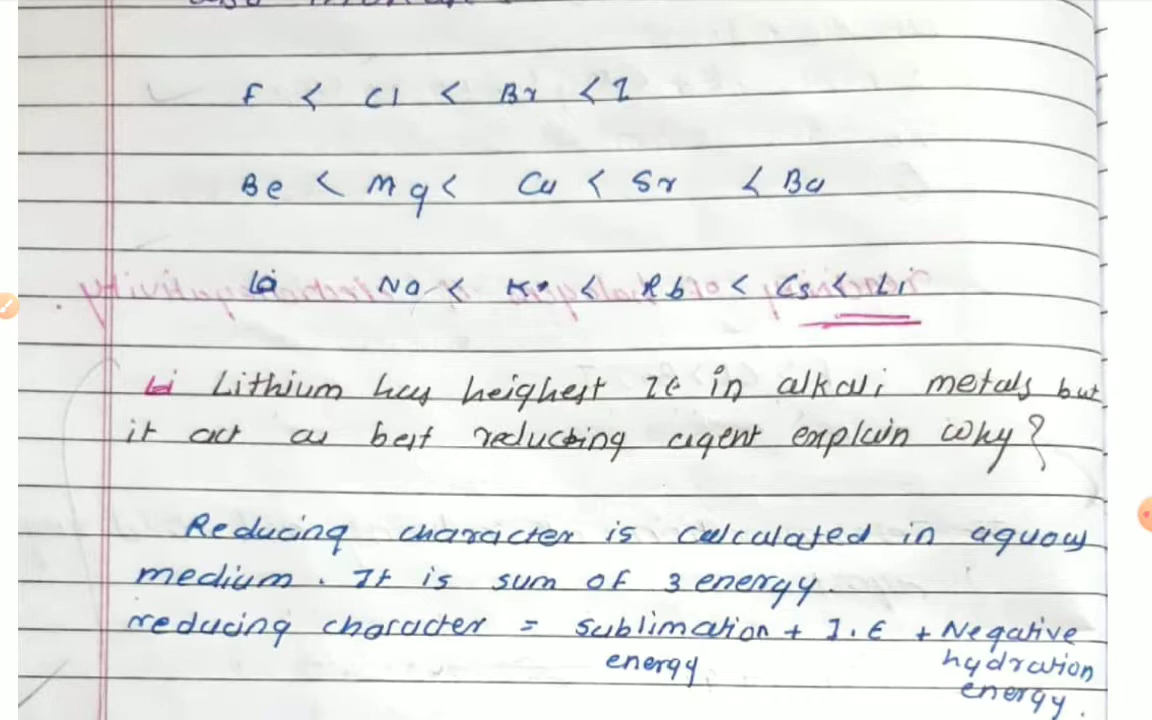 F < Cl < Br < I
Be < Mg < Ca < Sr < Ba
Na < K < Rb < Cs < Li
Lithium has heighest IE in alkali metals but
it act as best reducting agent explain why?
Reducing character is calculated in aquous
medium. It is sum of 3 energy.
reducing character = sublimation + I.E + Negative
energy hydration
energy.